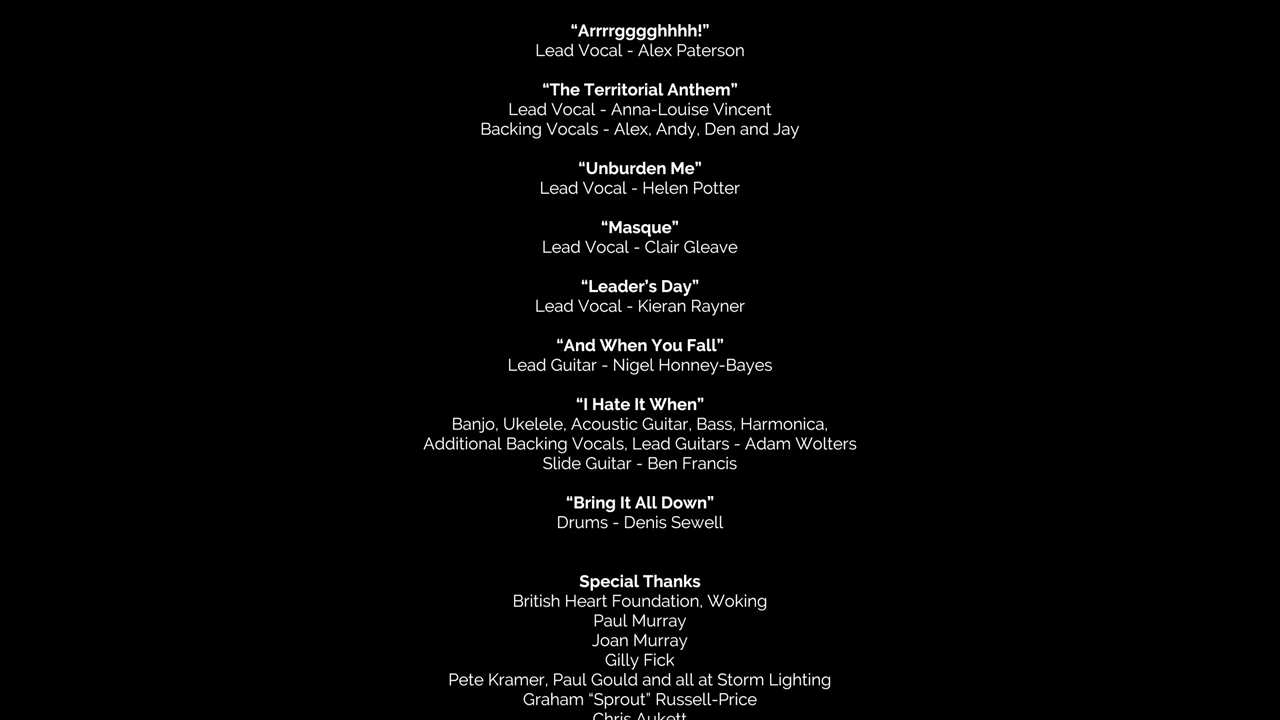 “Arrrrgggghhhh!”
Lead Vocal - Alex Paterson
“The Territorial Anthem”
Lead Vocal - Anna-Louise Vincent
Backing Vocals - Alex, Andy, Den and Jay
“Unburden Me”
Lead Vocal - Helen Potter
“Masque”
Lead Vocal - Clair Gleave
“Leader’s Day”
Lead Vocal - Kieran Rayner
“And When You Fall”
Lead Guitar - Nigel Honney-Bayes
“I Hate It When”
Banjo, Ukelele, Acoustic Guitar, Bass, Harmonica,
Additional Backing Vocals, Lead Guitars - Adam Wolters
Slide Guitar - Ben Francis
“Bring It All Down”
Drums - Denis Sewell
Special Thanks
British Heart Foundation, Woking
Paul Murray
Joan Murray
Gilly Fick
Pete Kramer, Paul Gould and all at Storm Lighting
Graham “Sprout” Russell-Price
Chris Aukett